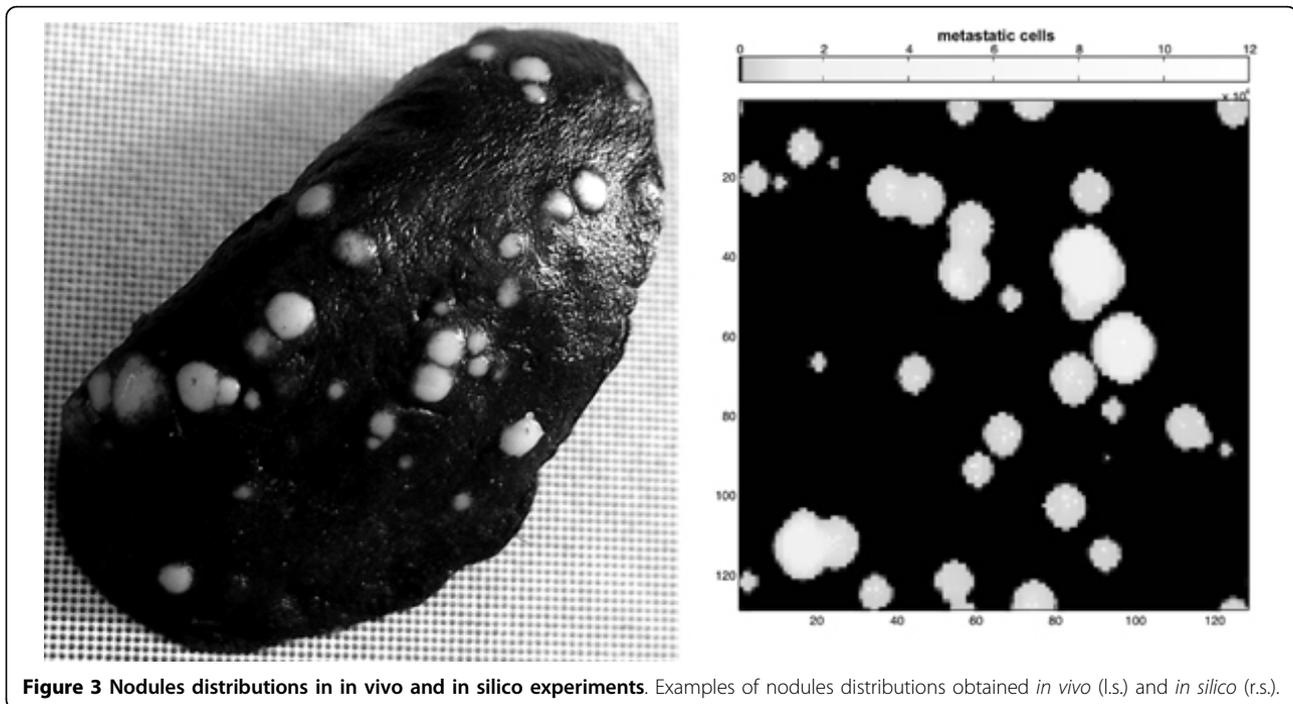 metastatic cells
0 2 4 6 8 10 12
20
40
60
80
100
120
20 40 60 80 100 120
Figure 3 Nodules distributions in in vivo and in silico experiments. Examples of nodules distributions obtained in vivo (l.s.) and in silico (r.s.).